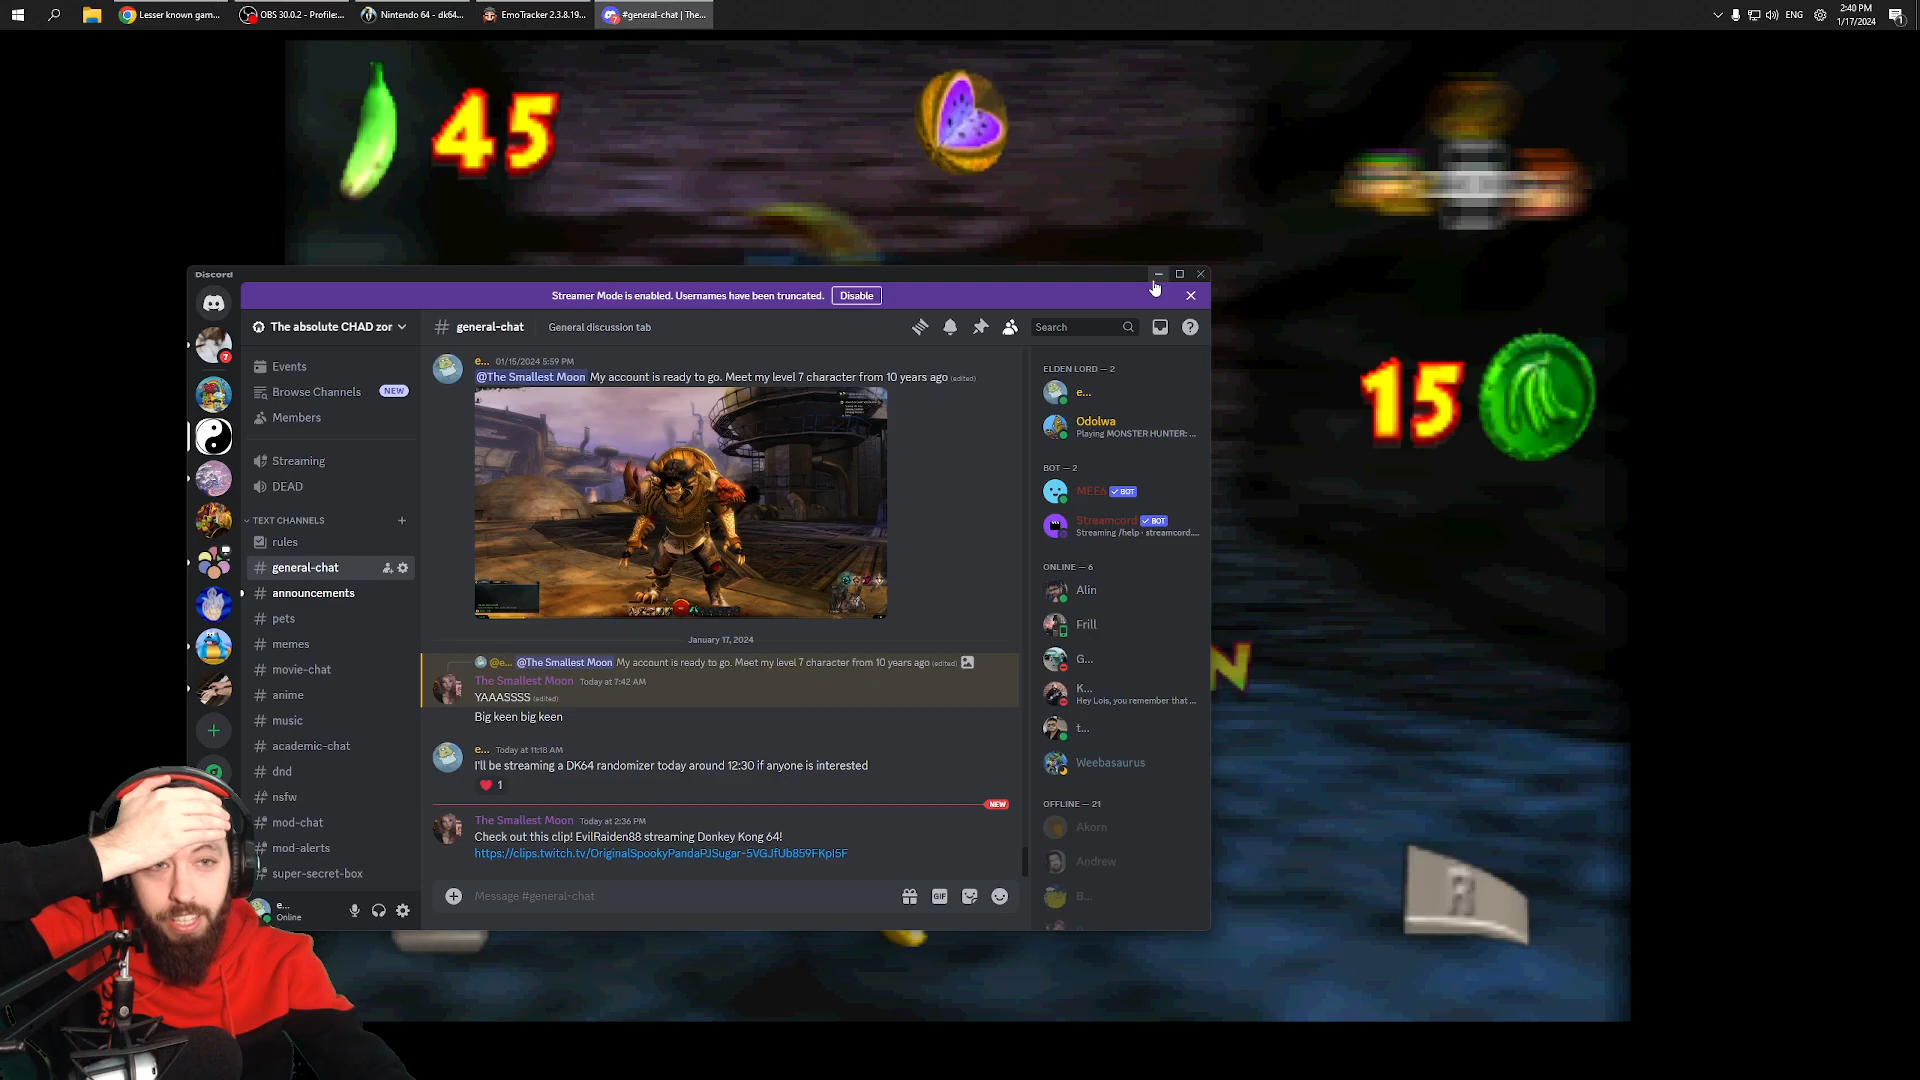 Lesser known gam...
OBS 30.0.2 - Profile:...
Nintendo 64 - dk64...
EmoTracker 2.3.8.19...
#general-chat | The...
ENG
2:40 PM
1/17/2024
45
15
Discord
Streamer Mode is enabled. Usernames have been truncated.
Disable
The absolute CHAD zor
# general-chat
General discussion tab
Search
7
Events
Browse Channels NEW
Members
Streaming
DEAD
TEXT CHANNELS
rules
general-chat
announcements
pets
memes
movie-chat
anime
music
academic-chat
dnd
nsfw
mod-chat
mod-alerts
super-secret-box
e...
Online
e... 01/15/2024 5:59 PM
@The Smallest Moon My account is ready to go. Meet my level 7 character from 10 years ago (edited)
January 17, 2024
@e... @The Smallest Moon My account is ready to go. Meet my level 7 character from 10 years ago (edited)
The Smallest Moon Today at 7:42 AM
YAAASSSS (edited)
Big keen big keen
e... Today at 11:18 AM
I'll be streaming a DK64 randomizer today around 12:30 if anyone is interested
1
NEW
The Smallest Moon Today at 2:36 PM
Check out this clip! EvilRaiden88 streaming Donkey Kong 64!
https://clips.twitch.tv/OriginalSpookyPandaPJSugar-5VGJfUb859FKpI5F
Message #general-chat
GIF
ELDEN LORD — 2
e...
Odolwa
Playing MONSTER HUNTER: ...
BOT — 2
MEE6 BOT
Streamcord BOT
Streaming /help · streamcord....
ONLINE — 6
Alin
Frill
G...
K...
Hey Lois, you remember that ...
t...
Weebasaurus
OFFLINE — 21
Akorn
Andrew
B...
N
R